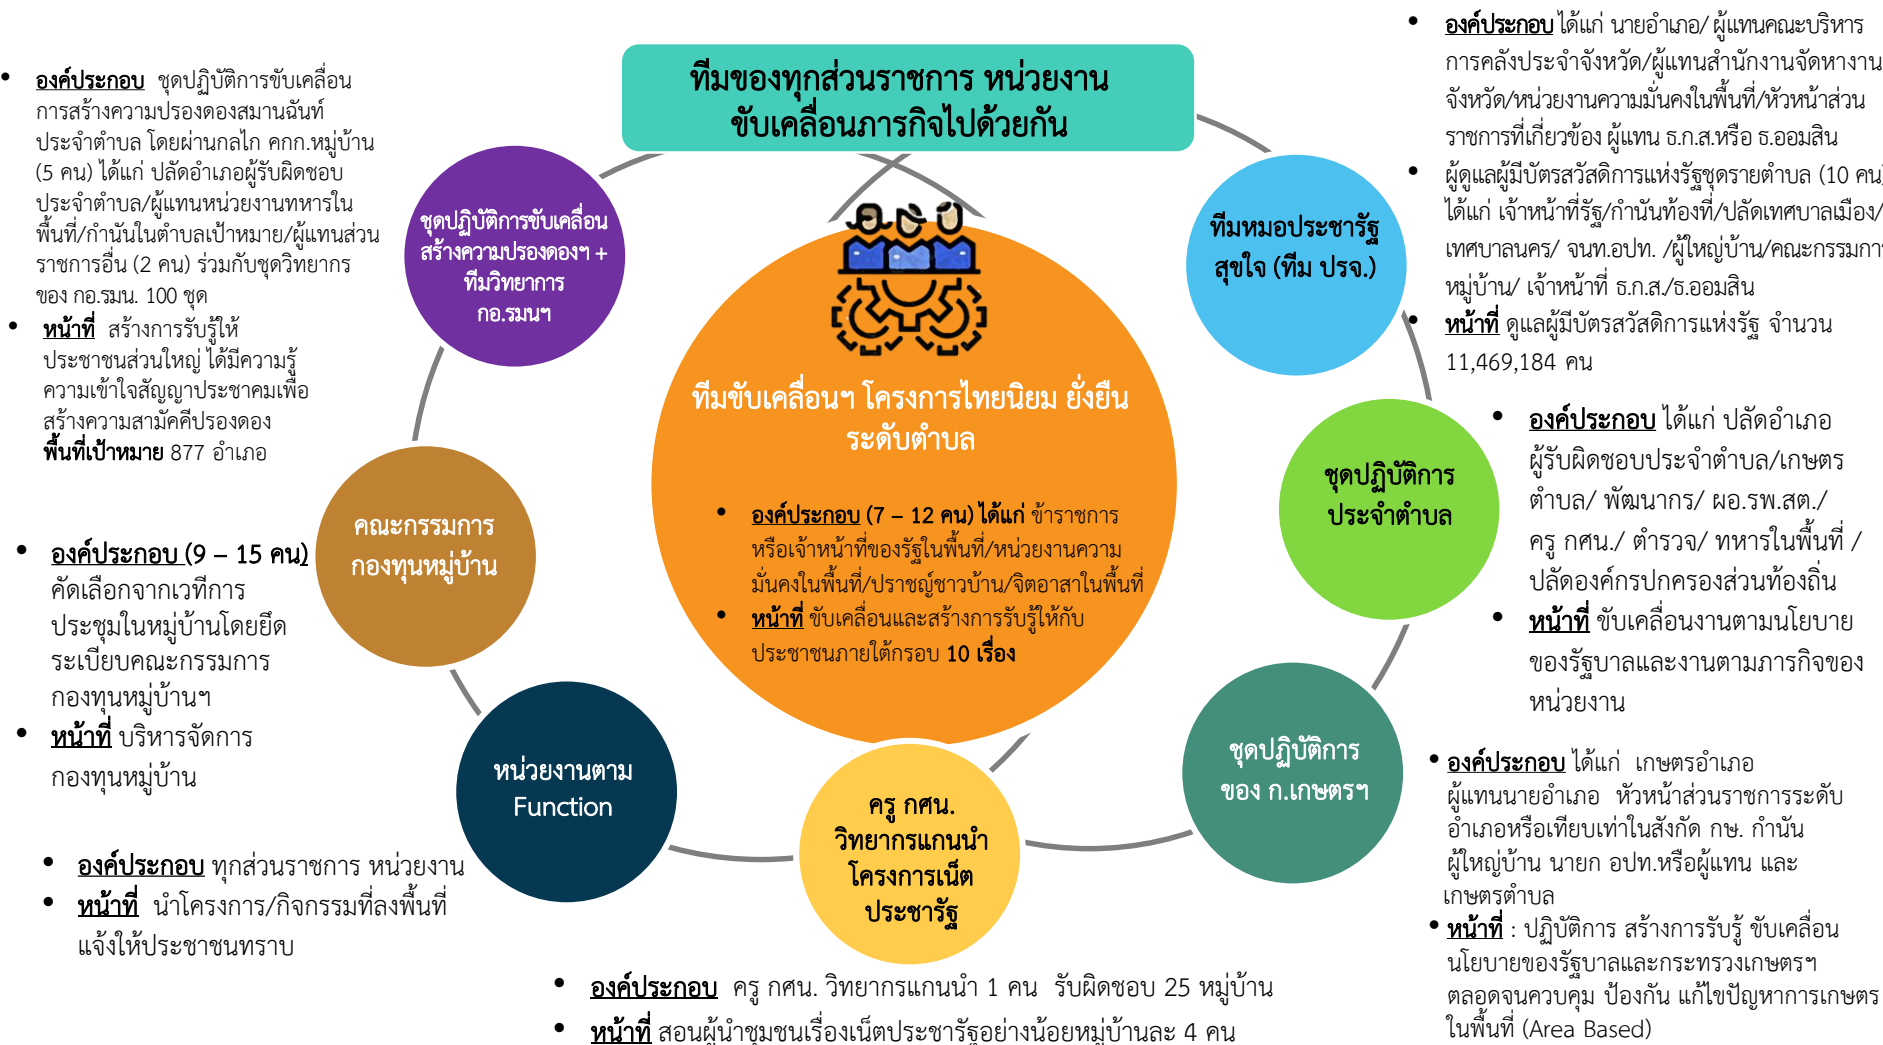 ทีมของทุกส่วนราชการ หน่วยงาน
ขับเคลื่อนภารกิจไปด้วยกัน
• องค์ประกอบ ชุดปฏิบัติการขับเคลื่อน
การสร้างความปรองดองสมานฉันท์
ประจำตำบล โดยผ่านกลไก คกก.หมู่บ้าน
(5 คน) ได้แก่ ปลัดอำเภอผู้รับผิดชอบ
ประจำตำบล/ผู้แทนหน่วยงานทหารใน
พื้นที่/กำนันในตำบลเป้าหมาย/ผู้แทนส่วน
ราชการอื่น (2 คน) ร่วมกับชุดวิทยากร
ของ กอ.รมน. 100 ชุด
• หน้าที่ สร้างการรับรู้ให้
ประชาชนส่วนใหญ่ ได้มีความรู้
ความเข้าใจสัญญาประชาคมเพื่อ
สร้างความสามัคคีปรองดอง
พื้นที่เป้าหมาย 877 อำเภอ
ชุดปฏิบัติการขับเคลื่อน
สร้างความปรองดองฯ +
ทีมวิทยาการ
กอ.รมนฯ
ทีมหมอประชารัฐ
สุขใจ (ทีม ปรจ.)
• องค์ประกอบ ได้แก่ นายอำเภอ/ ผู้แทนคณะบริหาร
การคลังประจำจังหวัด/ผู้แทนสำนักงานจัดหางาน
จังหวัด/หน่วยงานความมั่นคงในพื้นที่/หัวหน้าส่วน
ราชการที่เกี่ยวข้อง ผู้แทน ธ.ก.ส.หรือ ธ.ออมสิน
• ผู้ดูแลผู้มีบัตรสวัสดิการแห่งรัฐชุดรายตำบล (10 คน)
ได้แก่ เจ้าหน้าที่รัฐ/กำนันท้องที่/ปลัดเทศบาลเมือง/
เทศบาลนคร/ จนท.อปท. /ผู้ใหญ่บ้าน/คณะกรรมการ
หมู่บ้าน/ เจ้าหน้าที่ ธ.ก.ส./ธ.ออมสิน
• หน้าที่ ดูแลผู้มีบัตรสวัสดิการแห่งรัฐ จำนวน
11,469,184 คน
ทีมขับเคลื่อนฯ โครงการไทยนิยม ยั่งยืน
ระดับตำบล
• องค์ประกอบ (7 – 12 คน) ได้แก่ ข้าราชการ
หรือเจ้าหน้าที่ของรัฐในพื้นที่/หน่วยงานความ
มั่นคงในพื้นที่/ปราชญ์ชาวบ้าน/จิตอาสาในพื้นที่
• หน้าที่ ขับเคลื่อนและสร้างการรับรู้ให้กับ
ประชาชนภายใต้กรอบ 10 เรื่อง
ชุดปฏิบัติการ
ประจำตำบล
• องค์ประกอบ ได้แก่ ปลัดอำเภอ
ผู้รับผิดชอบประจำตำบล/เกษตร
ตำบล/ พัฒนากร/ ผอ.รพ.สต./
ครู กศน./ ตำรวจ/ ทหารในพื้นที่ /
ปลัดองค์กรปกครองส่วนท้องถิ่น
• หน้าที่ ขับเคลื่อนงานตามนโยบาย
ของรัฐบาลและงานตามภารกิจของ
หน่วยงาน
คณะกรรมการ
กองทุนหมู่บ้าน
• องค์ประกอบ (9 – 15 คน)
คัดเลือกจากเวทีการ
ประชุมในหมู่บ้านโดยยึด
ระเบียบคณะกรรมการ
กองทุนหมู่บ้านฯ
• หน้าที่ บริหารจัดการ
กองทุนหมู่บ้าน
หน่วยงานตาม
Function
• องค์ประกอบ ทุกส่วนราชการ หน่วยงาน
• หน้าที่ นำโครงการ/กิจกรรมที่ลงพื้นที่
แจ้งให้ประชาชนทราบ
ครู กศน.
วิทยากรแกนนำ
โครงการเน็ต
ประชารัฐ
• องค์ประกอบ ครู กศน. วิทยากรแกนนำ 1 คน รับผิดชอบ 25 หมู่บ้าน
• หน้าที่ สอนผู้นำชุมชนเรื่องเน็ตประชารัฐอย่างน้อยหมู่บ้านละ 4 คน
ชุดปฏิบัติการ
ของ ก.เกษตรฯ
• องค์ประกอบ ได้แก่ เกษตรอำเภอ
ผู้แทนนายอำเภอ หัวหน้าส่วนราชการระดับ
อำเภอหรือเทียบเท่าในสังกัด กษ. กำนัน
ผู้ใหญ่บ้าน นายก อปท.หรือผู้แทน และ
เกษตรตำบล
• หน้าที่ : ปฏิบัติการ สร้างการรับรู้ ขับเคลื่อน
นโยบายของรัฐบาลและกระทรวงเกษตรฯ
ตลอดจนควบคุม ป้องกัน แก้ไขปัญหาการเกษตร
ในพื้นที่ (Area Based)